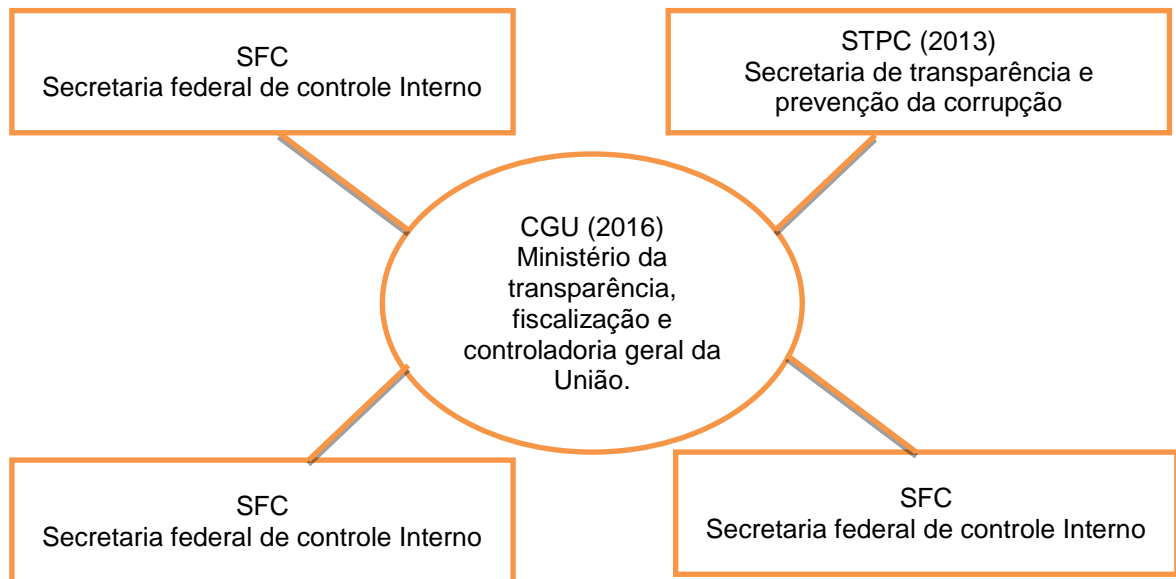 SFC
Secretaria federal de controle Interno
STPC (2013)
Secretaria de transparência e
prevenção da corrupção
CGU (2016)
Ministério da
transparência,
fiscalização e
controladoria geral da
União.
SFC
Secretaria federal de controle Interno
SFC
Secretaria federal de controle Interno